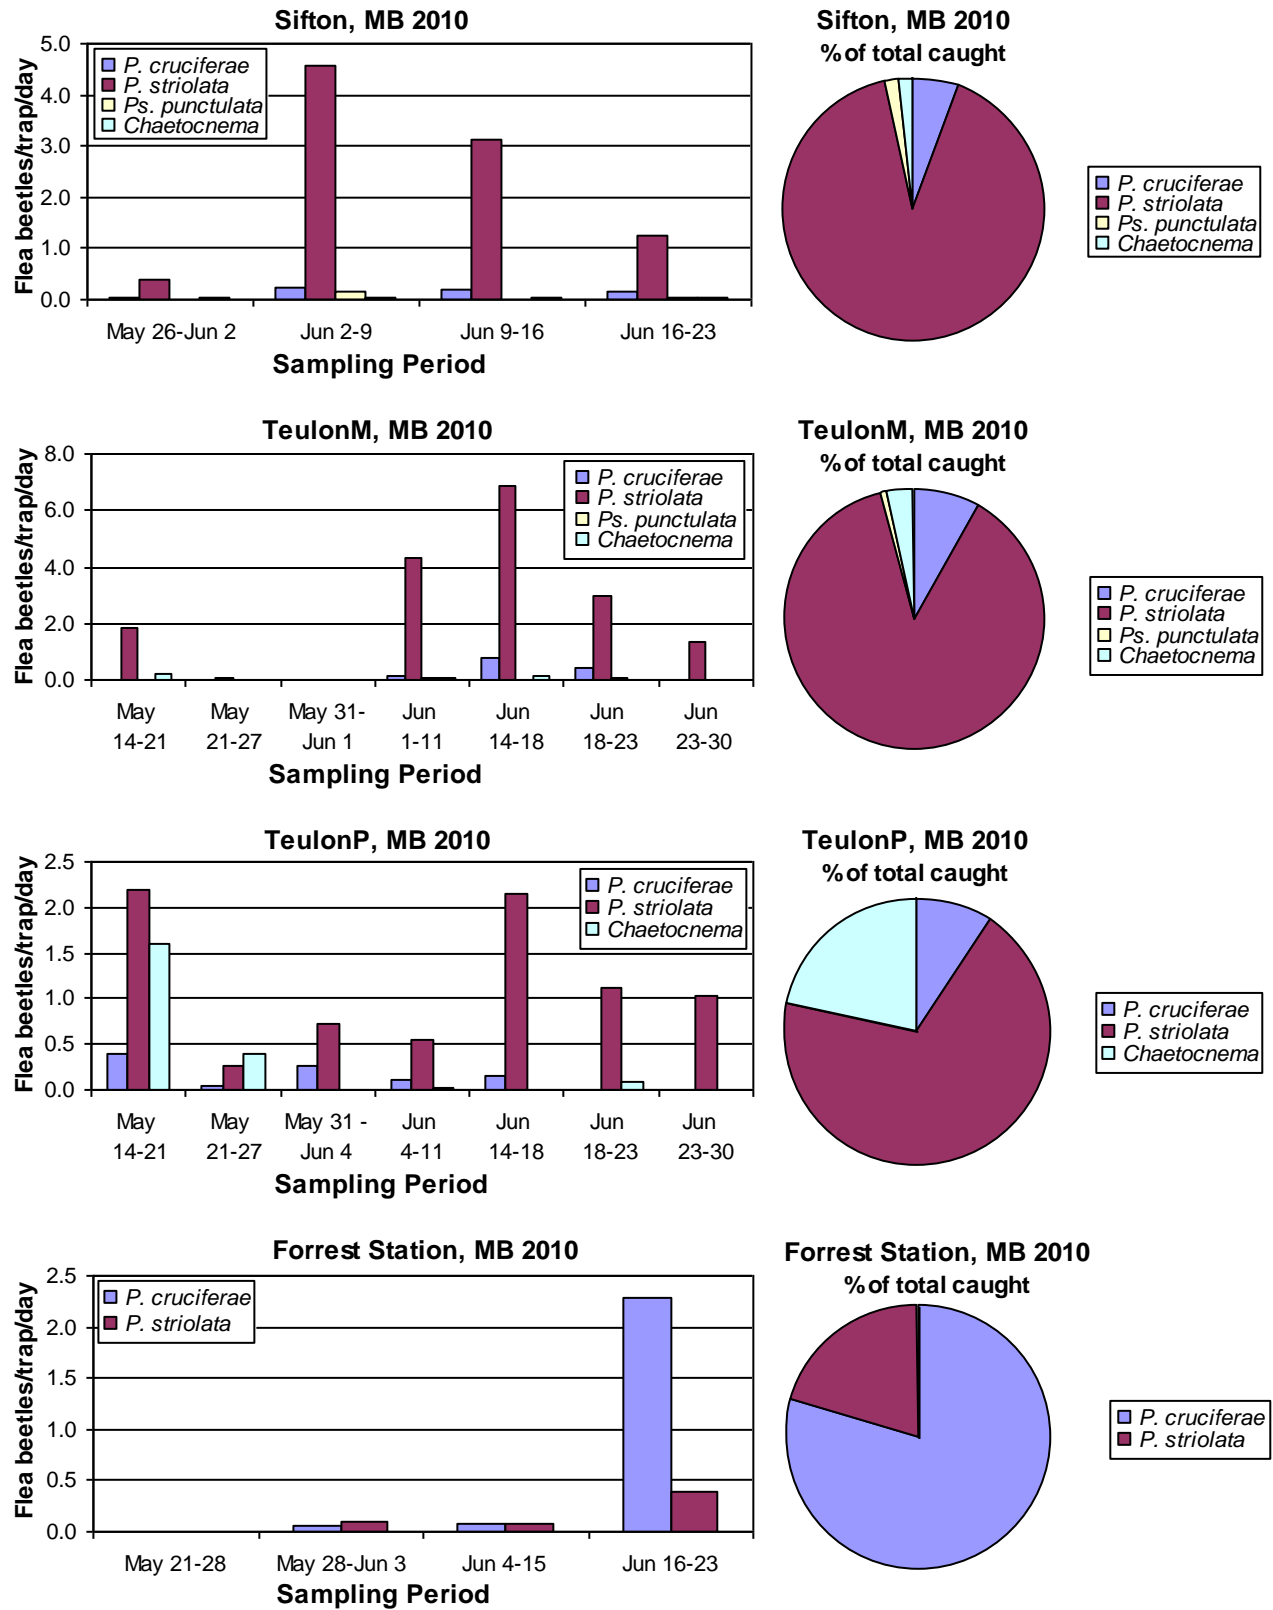 Sifton, MB 2010
Flea beetles/trap/day
5.0
4.0
3.0
2.0
1.0
0.0
P. cruciferae
P. striolata
Ps. punctulata
Chaetocnema
May 26-Jun 2
Jun 2-9
Jun 9-16
Jun 16-23
Sampling Period
Sifton, MB 2010
% of total caught
P. cruciferae
P. striolata
Ps. punctulata
Chaetocnema
TeulonM, MB 2010
Flea beetles/trap/day
8.0
6.0
4.0
2.0
0.0
P. cruciferae
P. striolata
Ps. punctulata
Chaetocnema
May
14-21
May
21-27
May 31-
Jun 1
Jun
1-11
Jun
14-18
Jun
18-23
Jun
23-30
Sampling Period
TeulonM, MB 2010
% of total caught
P. cruciferae
P. striolata
Ps. punctulata
Chaetocnema
TeulonP, MB 2010
Flea beetles/trap/day
2.5
2.0
1.5
1.0
0.5
0.0
P. cruciferae
P. striolata
Chaetocnema
May
14-21
May
21-27
May 31 -
Jun 4
Jun
4-11
Jun
14-18
Jun
18-23
Jun
23-30
Sampling Period
TeulonP, MB 2010
% of total caught
P. cruciferae
P. striolata
Chaetocnema
Forrest Station, MB 2010
Flea beetles/trap/day
2.5
2.0
1.5
1.0
0.5
0.0
P. cruciferae
P. striolata
May 21-28
May 28-Jun 3
Jun 4-15
Jun 16-23
Sampling Period
Forrest Station, MB 2010
% of total caught
P. cruciferae
P. striolata